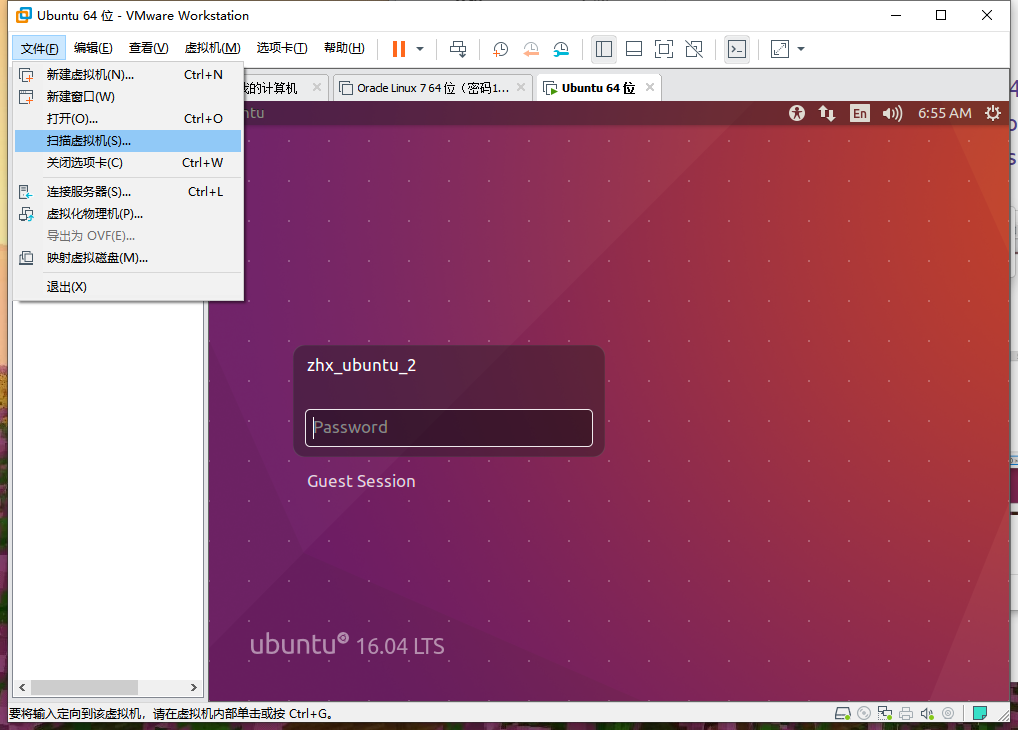 Ubuntu 64 位 - VMware Workstation
文件(F) 编辑(E) 查看(V) 虚拟机(M) 选项卡(T) 帮助(H)
新建虚拟机(N)... Ctrl+N
新建窗口(W)
打开(O)... Ctrl+O
扫描虚拟机(S)...
关闭选项卡(C) Ctrl+W
连接服务器(S)... Ctrl+L
虚拟化物理机(P)...
导出为 OVF(E)...
映射虚拟磁盘(M)...
退出(X)
的计算机 Oracle Linux 7 64 位（密码1... Ubuntu 64 位
ntu En 6:55 AM
zhx_ubuntu_2
Password
Guest Session
ubuntu 16.04 LTS
要将输入定向到该虚拟机，请在虚拟机内部单击或按 Ctrl+G。